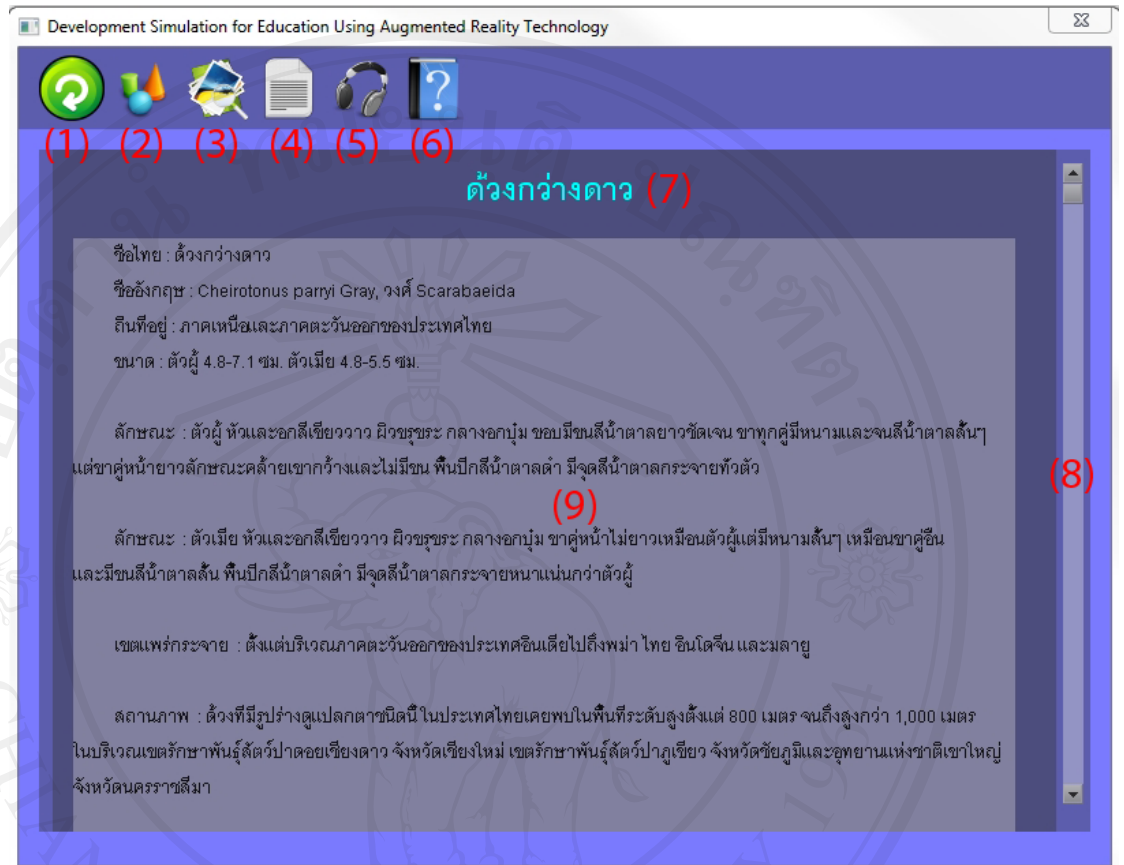 Development Simulation for Education Using Augmented Reality Technology
(1) (2) (3) (4) (5) (6)
ด้วงกว่างดาว (7)
ชื่อไทย : ด้วงกว่างดาว
ชื่ออังกฤษ : Cheirotonus parryi Gray, วงศ์ Scarabaeida
ถิ่นที่อยู่ : ภาคเหนือและภาคตะวันออกของประเทศไทย
ขนาด : ตัวผู้ 4.8-7.1 ซม. ตัวเมีย 4.8-5.5 ซม.
ลักษณะ : ตัวผู้ หัวและอกสีเขียววาว ผิวขรุขระ กลางอกบุ๋ม ขอบมีขนสีน้ำตาลยาวชัดเจน ขาทุกคู่มีหนามและจนสีน้ำตาลสั้นๆ
แต่ขาคู่หน้ายาวลักษณะคล้ายเขากว้างและไม่มีขน พื้นปีกสีน้ำตาลดำ มีจุดสีน้ำตาลกระจายทั่วตัว
(8)
(9)
ลักษณะ : ตัวเมีย หัวและอกสีเขียววาว ผิวขรุขระ กลางอกบุ๋ม ขาคู่หน้าไม่ยาวเหมือนตัวผู้แต่มีหนามสั้นๆ เหมือนขาคู่อื่น
และมีขนสีน้ำตาลสั้น พื้นปีกสีน้ำตาลดำ มีจุดสีน้ำตาลกระจายหนาแน่นกว่าตัวผู้
เขตแพร่กระจาย : ตั้งแต่บริเวณภาคตะวันออกของประเทศอินเดียไปถึงพม่า ไทย อินโดจีน และมลายู
สถานภาพ : ด้วงที่มีรูปร่างดูแปลกตาชนิดนี้ ในประเทศไทยเคยพบในพื้นที่ระดับสูงตั้งแต่ 800 เมตร จนถึงสูงกว่า 1,000 เมตร
ในบริเวณเขตรักษาพันธุ์สัตว์ป่าดอยเชียงดาว จังหวัดเชียงใหม่ เขตรักษาพันธุ์สัตว์ป่าภูเขียว จังหวัดชัยภูมิและอุทยานแห่งชาติเขาใหญ่
จังหวัดนครราชสีมา